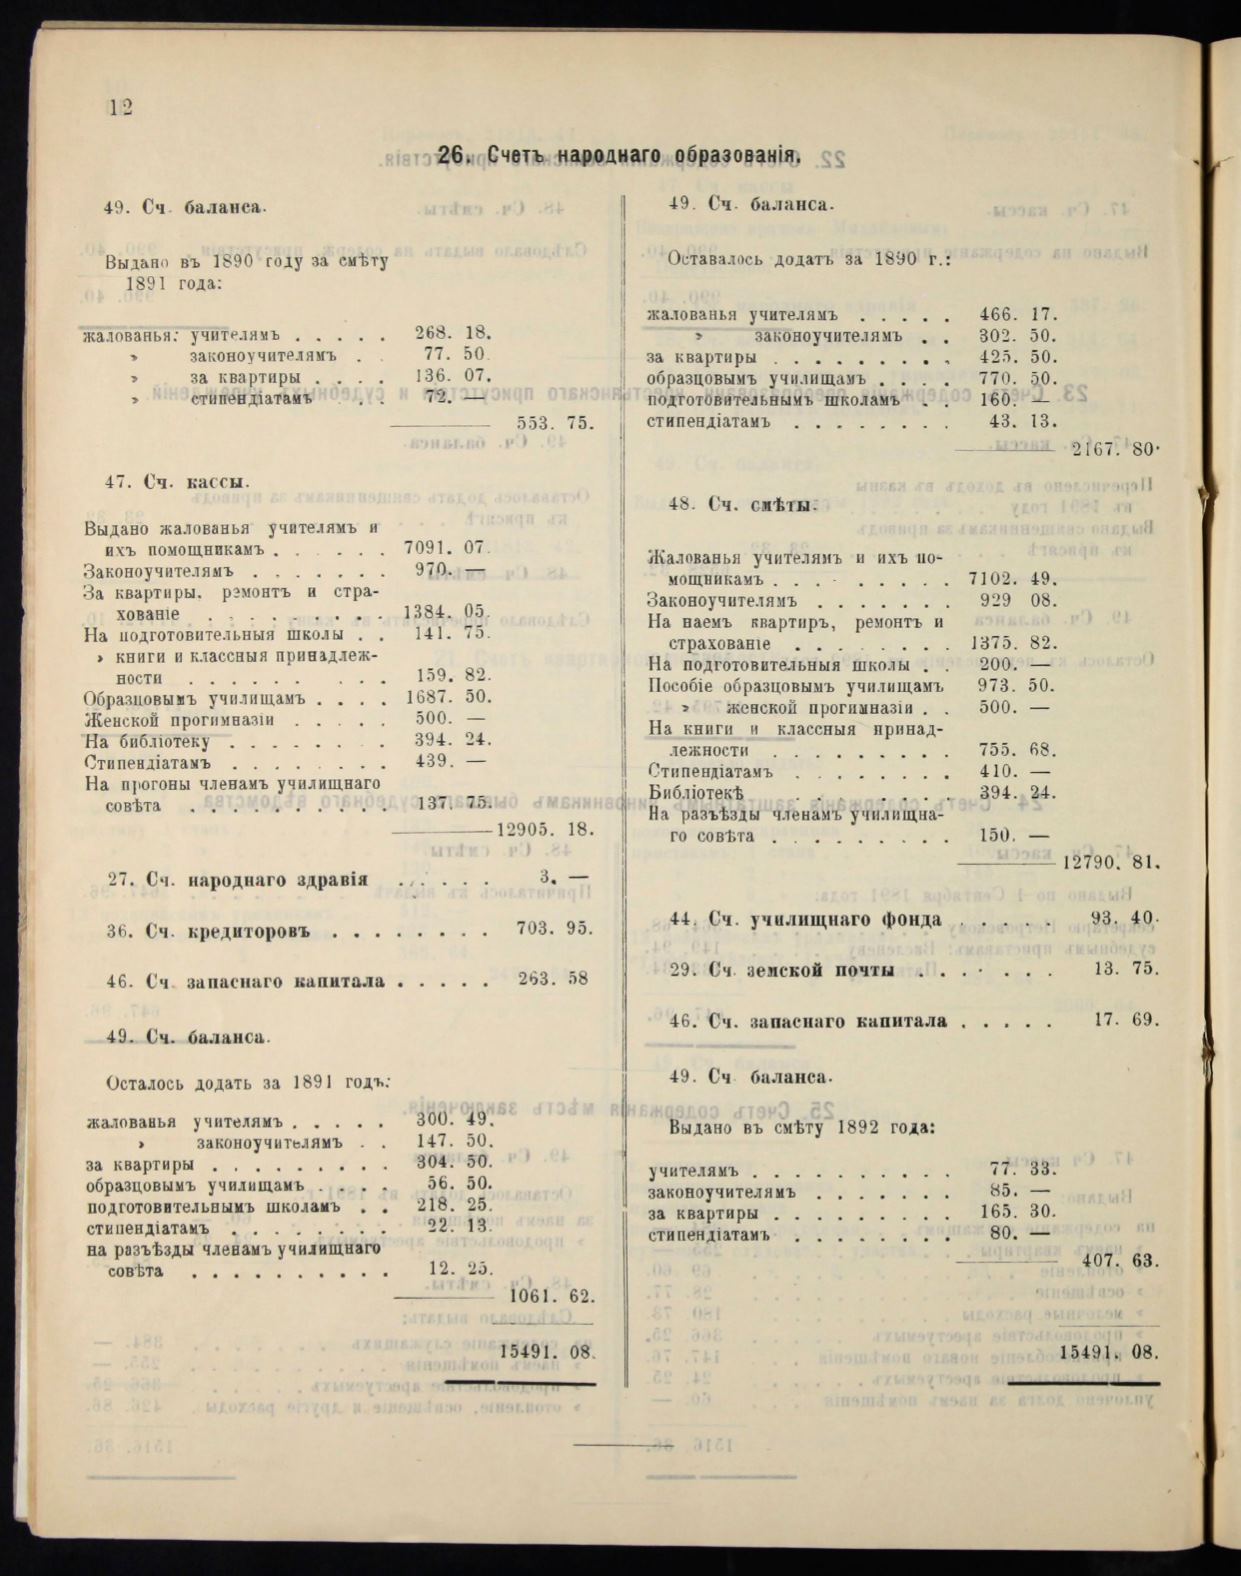 12
26. Счетъ народнаго образованія.
49. Сч. баланса.
Выдано въ 1890 году за смѣту
1891 года:
жалованья: учителямъ . . . . . 268. 18.
» законоучителямъ . . 77. 50.
» за квартиры . . . . 136. 07.
» стипендіатамъ . . . 72. —
553. 75.
47. Сч. кассы.
Выдано жалованья учителямъ и
ихъ помощникамъ . . . . . . 7091. 07.
Законоучителямъ . . . . . . . 970. —
За квартиры, ремонтъ и стра-
хованіе . . . . . . . . . 1384. 05.
На подготовительныя школы . . 141. 75.
» книги и классныя принадлеж-
ности . . . . . . . . . 159. 82.
Образцовымъ училищамъ . . . . 1687. 50.
Женской прогимназіи . . . . . 500. —
На библіотеку . . . . . . . . 394. 24.
Стипендіатамъ . . . . . . . . 439. —
На прогоны членамъ училищнаго
совѣта . . . . . . . . . . 137. 75.
12905. 18.
27. Сч. народнаго здравія . . . . . 3. —
36. Сч. кредиторовъ . . . . . . . . 703. 95.
46. Сч. запаснаго капитала . . . . . 263. 58
49. Сч. баланса.
Осталось додать за 1891 годъ:
жалованья учителямъ . . . . . 300. 49.
» законоучителямъ . . 147. 50.
за квартиры . . . . . . . . . 304. 50.
образцовымъ училищамъ . . . . 56. 50.
подготовительнымъ школамъ . . 218. 25.
стипендіатамъ . . . . . . . . 22. 13.
на разъѣзды членамъ училищнаго
совѣта . . . . . . . . . . 12. 25.
1061. 62.
15491. 08.
49. Сч. баланса.
Оставалось додать за 1890 г.:
жалованья учителямъ . . . . . 466. 17.
» законоучителямъ . . 302. 50.
за квартиры . . . . . . . . . 425. 50.
образцовымъ училищамъ . . . . 770. 50.
подготовительнымъ школамъ . . 160. —
стипендіатамъ . . . . . . . . 43. 13.
2167. 80.
48. Сч. смѣты.
Жалованья учителямъ и ихъ по-
мощникамъ . . . . . . . . . 7102. 49.
Законоучителямъ . . . . . . . 929 08.
На наемъ квартиръ, ремонтъ и
страхованіе . . . . . . . . 1375. 82.
На подготовительныя школы . . 200. —
Пособіе образцовымъ училищамъ 973. 50.
» женской прогимназіи . . 500. —
На книги и классныя принад-
лежности . . . . . . . . . 755. 68.
Стипендіатамъ . . . . . . . . 410. —
Библіотекѣ . . . . . . . . 394. 24.
На разъѣзды членамъ училищна-
го совѣта . . . . . . . . . 150. —
12790. 81.
44. Сч. училищнаго фонда . . . . . 93. 40.
29. Сч. земской почты . . . . . . . 13. 75.
46. Сч. запаснаго капитала . . . . . 17. 69.
49. Сч. баланса.
Выдано въ смѣту 1892 года:
учителямъ . . . . . . . . . . 77. 33.
законоучителямъ . . . . . . . 85. —
за квартиры . . . . . . . . . 165. 30.
стипендіатамъ . . . . . . . . 80. —
407. 63.
15491. 08.